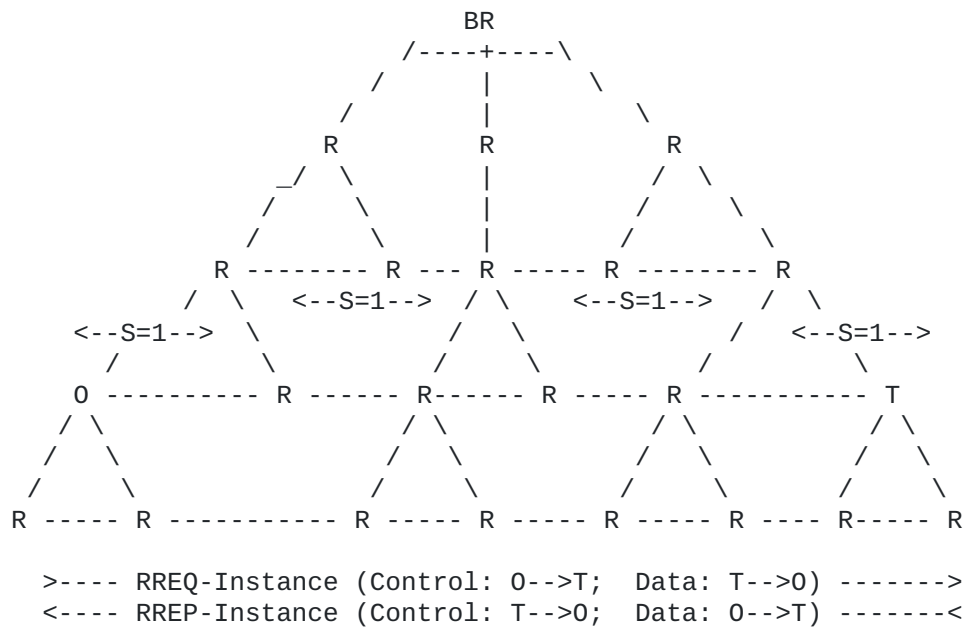 BR
/----+----\
/ | \
/ | \
R R R
_/ \ | / \
/ \ | / \
/ \ | / \
R -------- R --- R ----- R -------- R
/ \ <--S=1--> / \ <--S=1--> / \
<--S=1--> \ / \ / <--S=1-->
/ \ / \ / \
O ---------- R ------ R------ R ----- R ----------- T
/ \ / \ / \ / \
/ \ / \ / \ / \
/ \ / \ / \ / \
R ----- R ----------- R ----- R ----- R ----- R ---- R----- R
>---- RREQ-Instance (Control: O-->T; Data: T-->O) ------->
<---- RREP-Instance (Control: T-->O; Data: O-->T) -------<